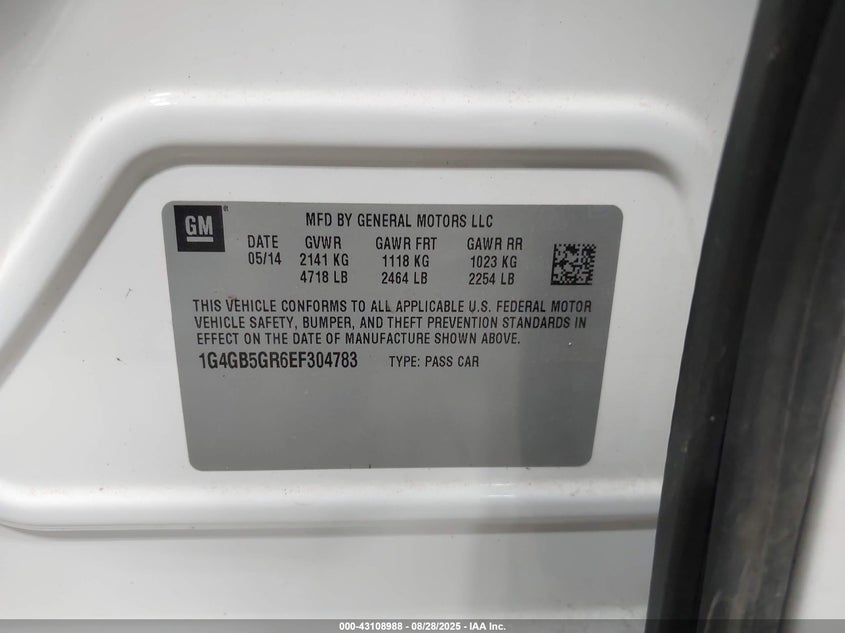 GM
MFD BY GENERAL MOTORS LLC
DATE GVWR GAWR FRT GAWR RR
05/14 2141 KG 1118 KG 1023 KG
4718 LB 2464 LB 2254 LB
THIS VEHICLE CONFORMS TO ALL APPLICABLE U.S. FEDERAL MOTOR
VEHICLE SAFETY, BUMPER, AND THEFT PREVENTION STANDARDS IN
EFFECT ON THE DATE OF MANUFACTURE SHOWN ABOVE.
1G4GB5GR6EF304783 TYPE: PASS CAR
000-43108988 - 08/28/2025 - IAA Inc.